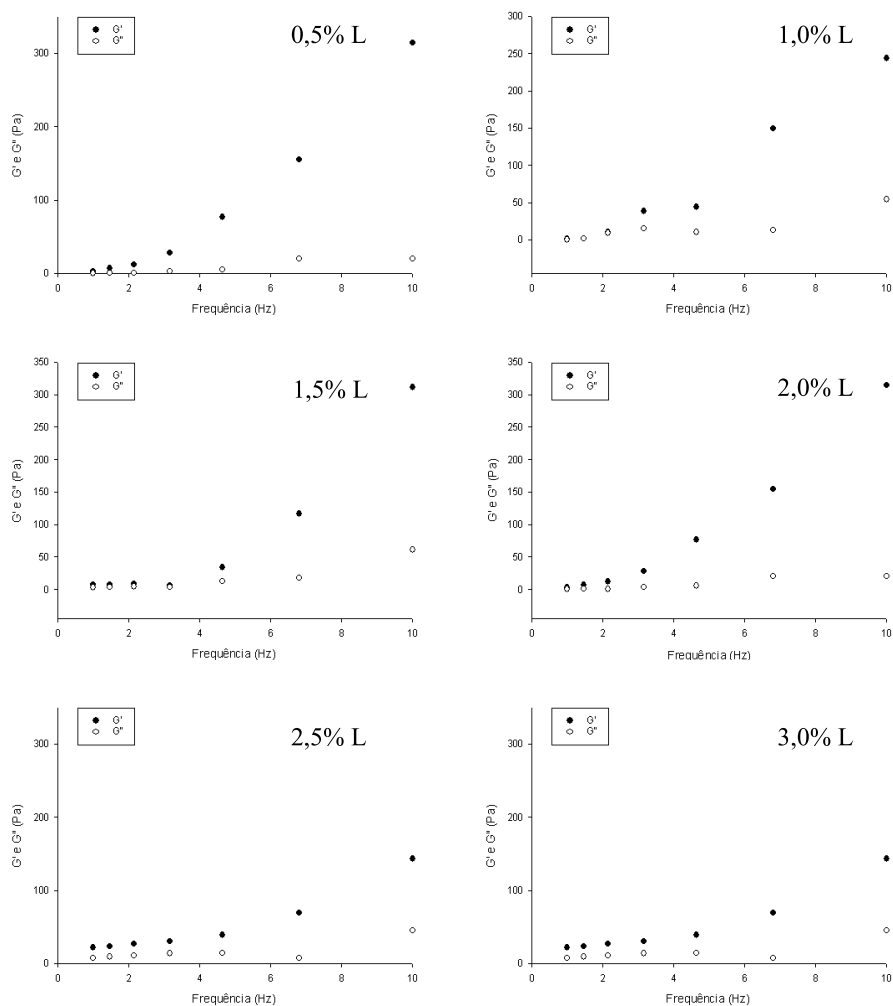 G'
G"
0,5% L
300
200
100
0
G' e G" (Pa)
0 2 4 6 8 10
Frequência (Hz)
G'
G"
1,0% L
300
250
200
150
100
50
0
G' e G" (Pa)
0 2 4 6 8 10
Frequência (Hz)
G'
G"
1,5% L
350
300
250
200
150
100
50
0
G' e G" (Pa)
0 2 4 6 8 10
Frequência (Hz)
G'
G"
2,0% L
350
300
250
200
150
100
50
0
G' e G" (Pa)
0 2 4 6 8 10
Frequência (Hz)
G'
G"
2,5% L
300
200
100
0
G' e G" (Pa)
0 2 4 6 8 10
Frequência (Hz)
G'
G"
3,0% L
300
200
100
0
G' e G" (Pa)
0 2 4 6 8 10
Frequência (Hz)